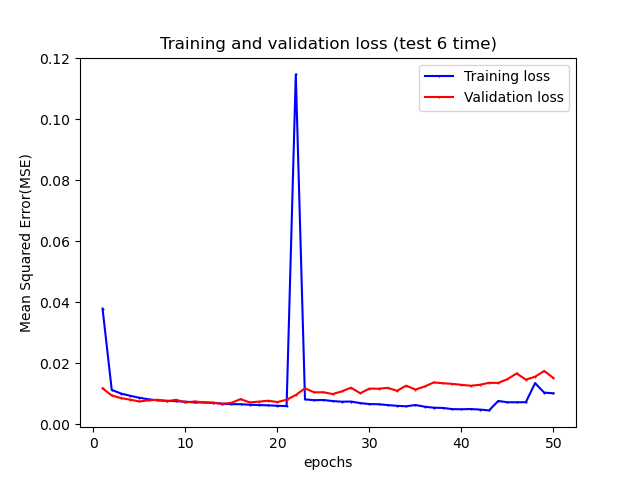 Training and validation loss (test 6 time)
Training loss
Validation loss
0.12
0.10
0.08
0.06
0.04
0.02
0.00
Mean Squared Error(MSE)
0 10 20 30 40 50
epochs